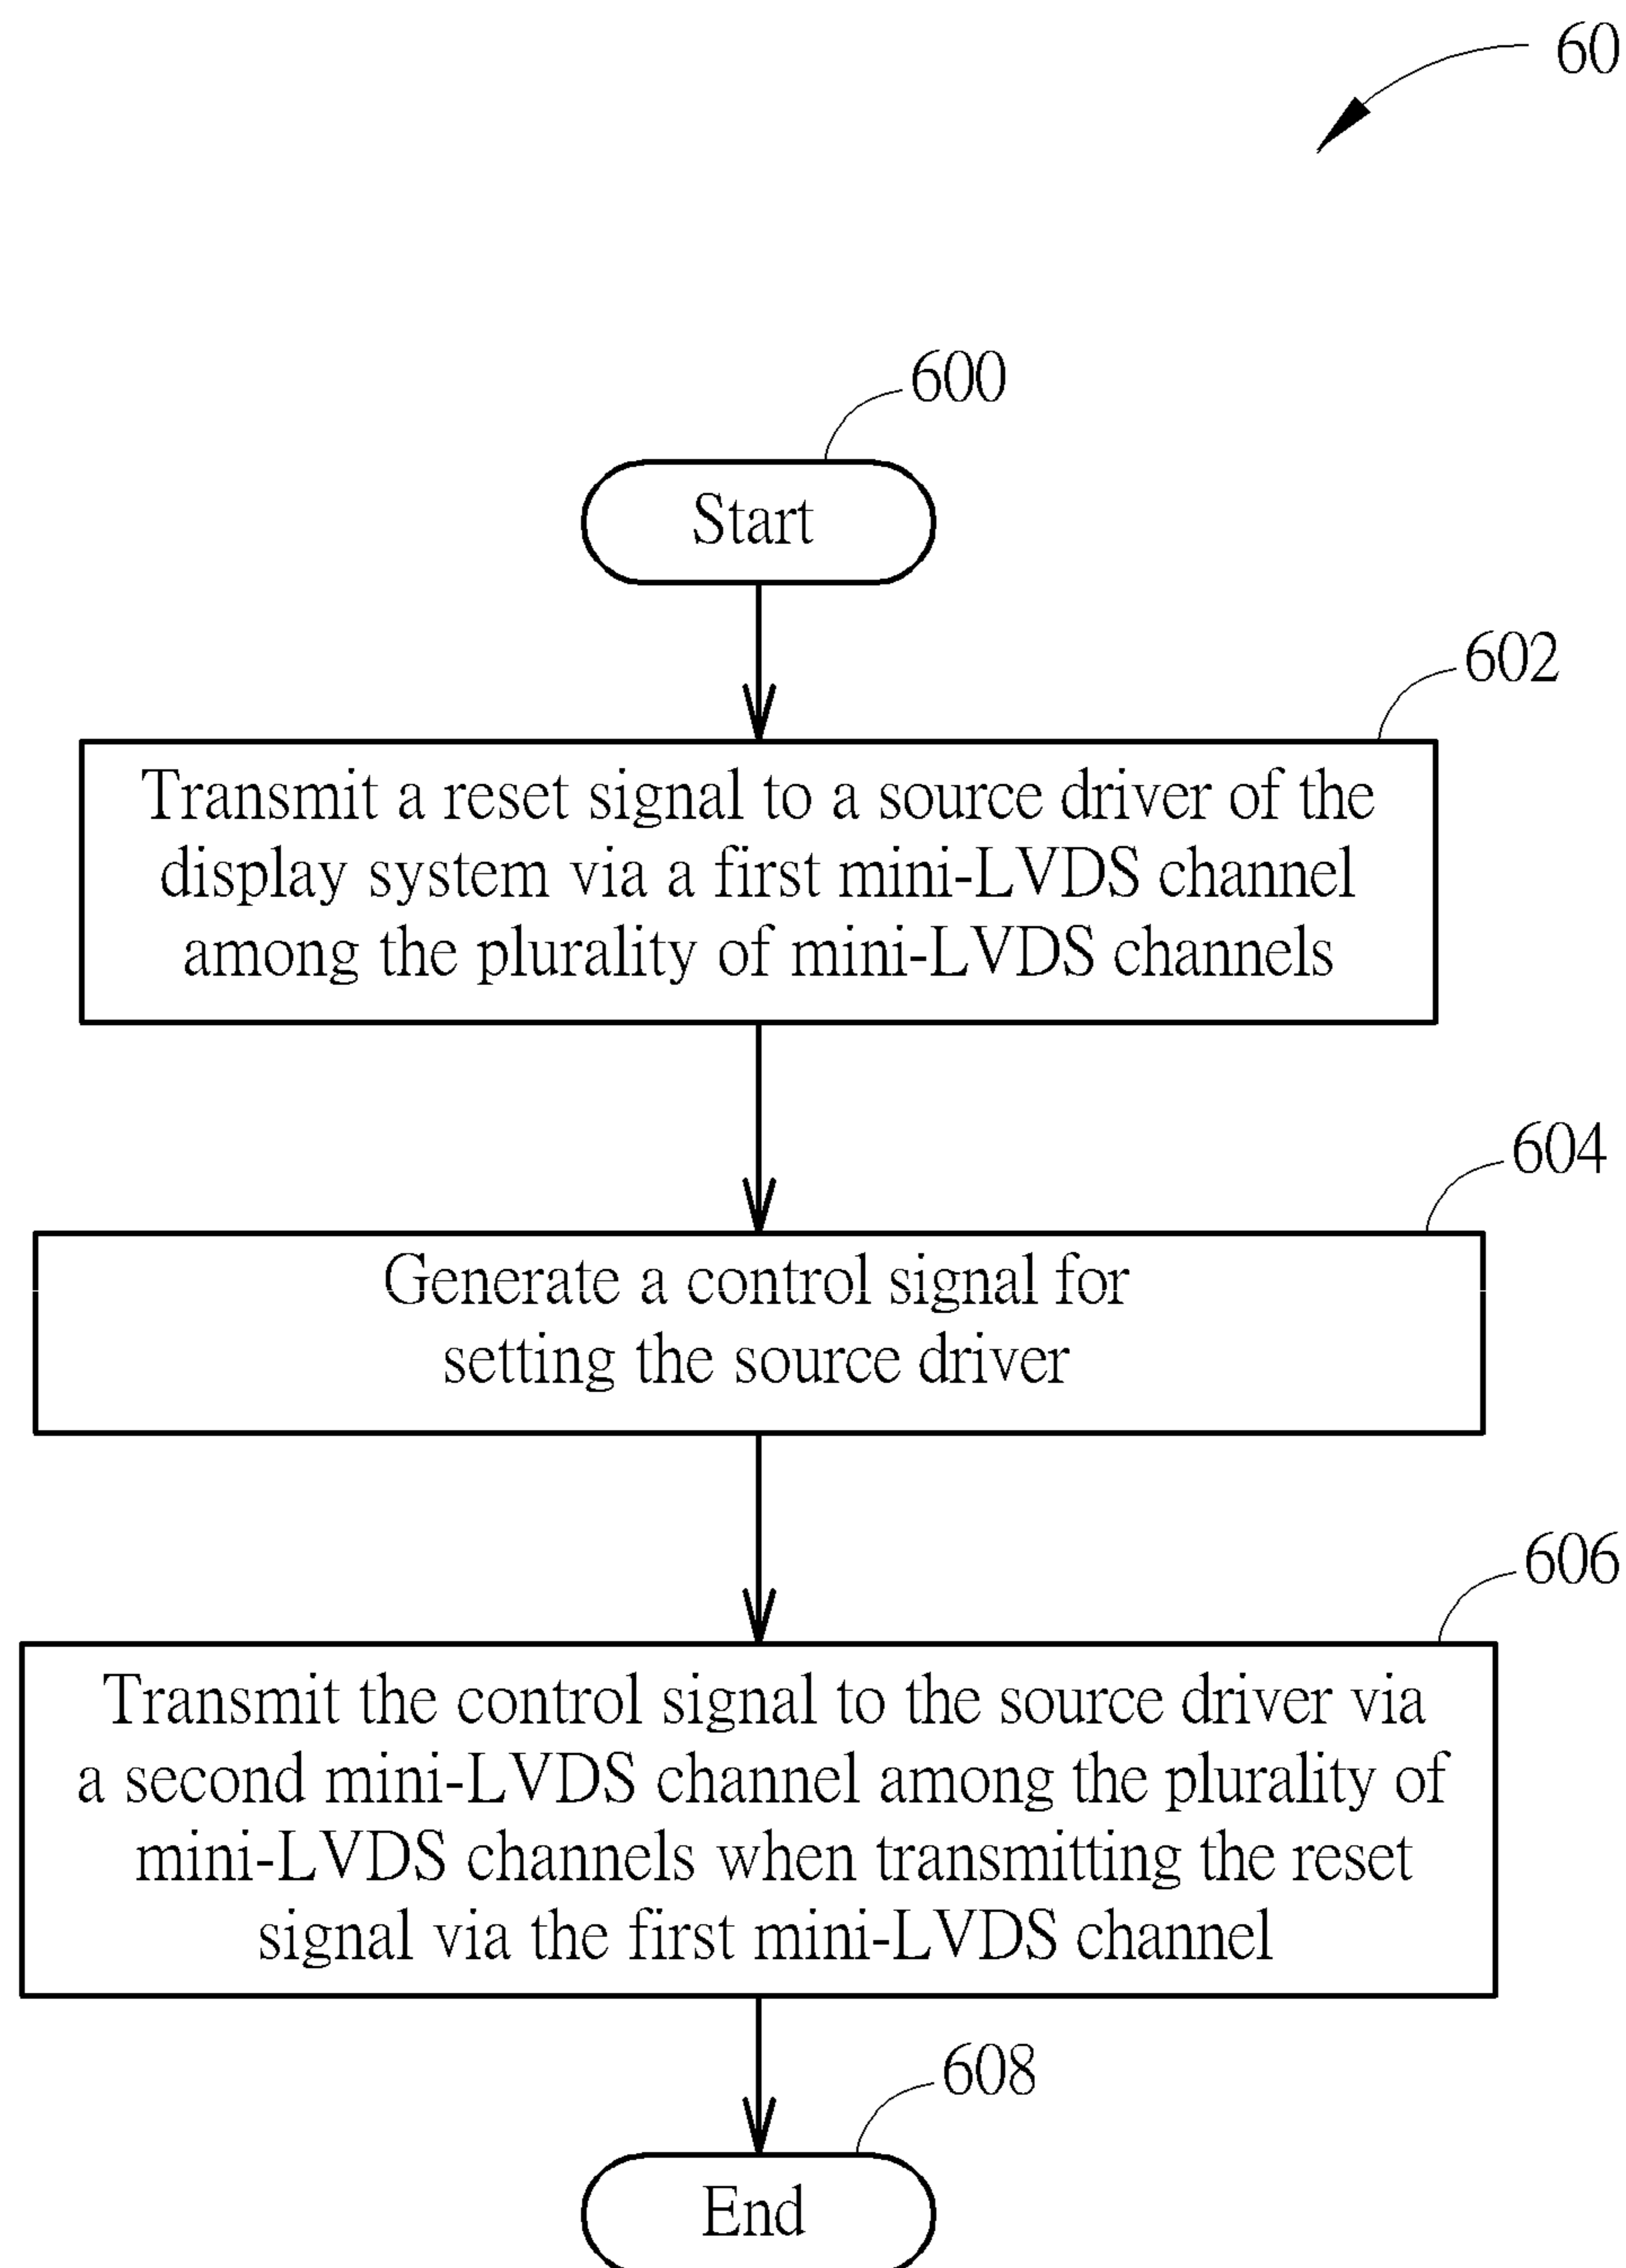 60
600
Start
602
Transmit a reset signal to a source driver of the
display system via a first mini-LVDS channel
among the plurality of mini-LVDS channels
604
Generate a control signal for
setting the source driver
606
Transmit the control signal to the source driver via
a second mini-LVDS channel among the plurality of
mini-LVDS channels when transmitting the reset
signal via the first mini-LVDS channel
608
End